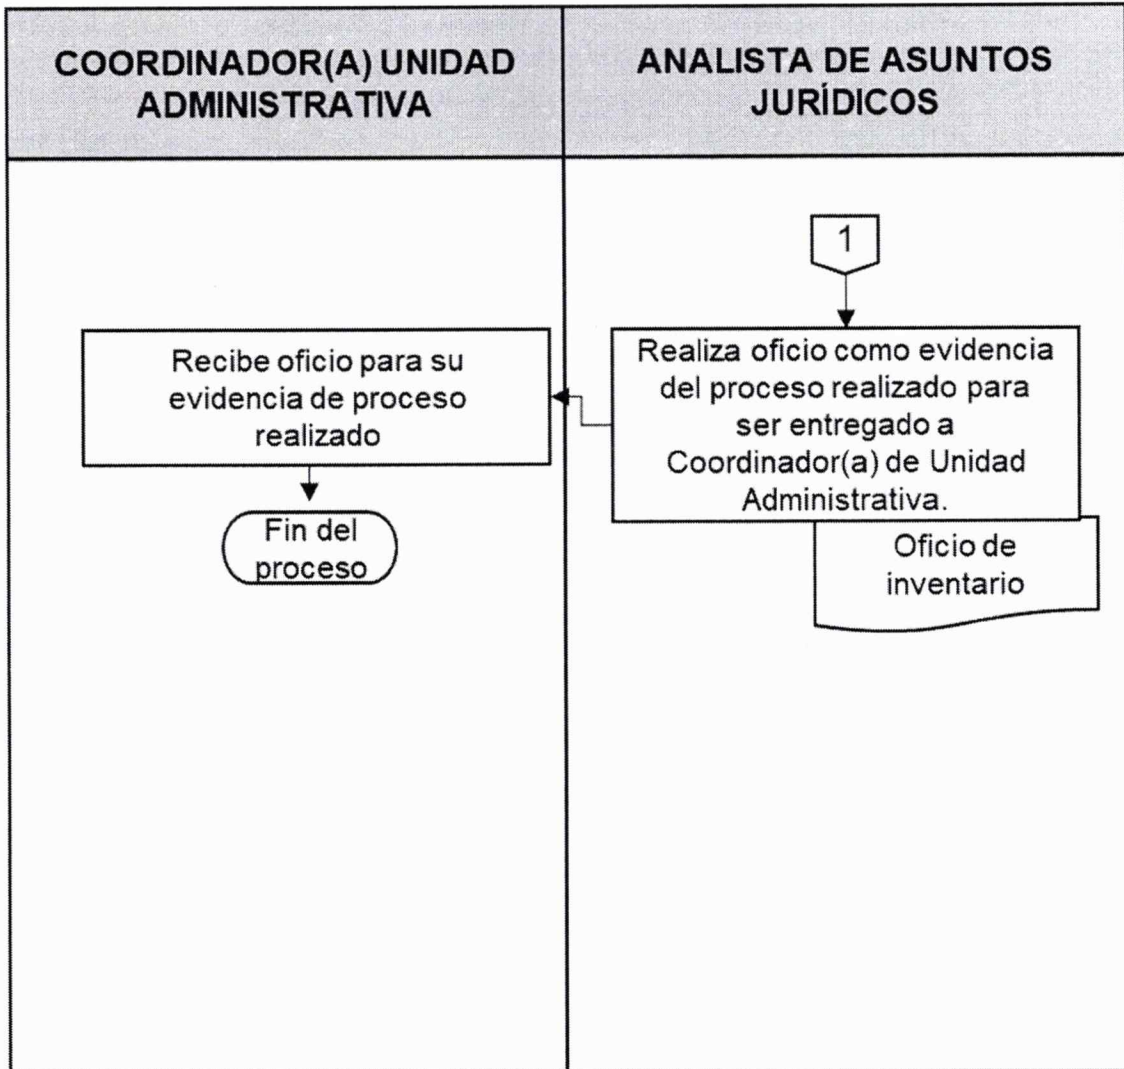 COORDINADOR(A) UNIDAD
ADMINISTRATIVA
ANALISTA DE ASUNTOS
JURÍDICOS
1
Realiza oficio como evidencia
del proceso realizado para
ser entregado a
Coordinador(a) de Unidad
Administrativa.
Oficio de
inventario
Recibe oficio para su
evidencia de proceso
realizado
Fin del
proceso